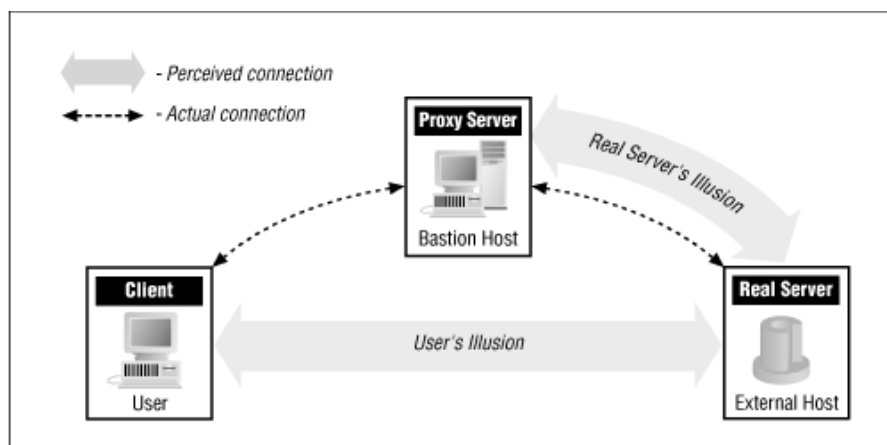 - Perceived connection
- Actual connection
Proxy Server
Bastion Host
Real Server's Illusion
Client
User
User's Illusion
Real Server
External Host